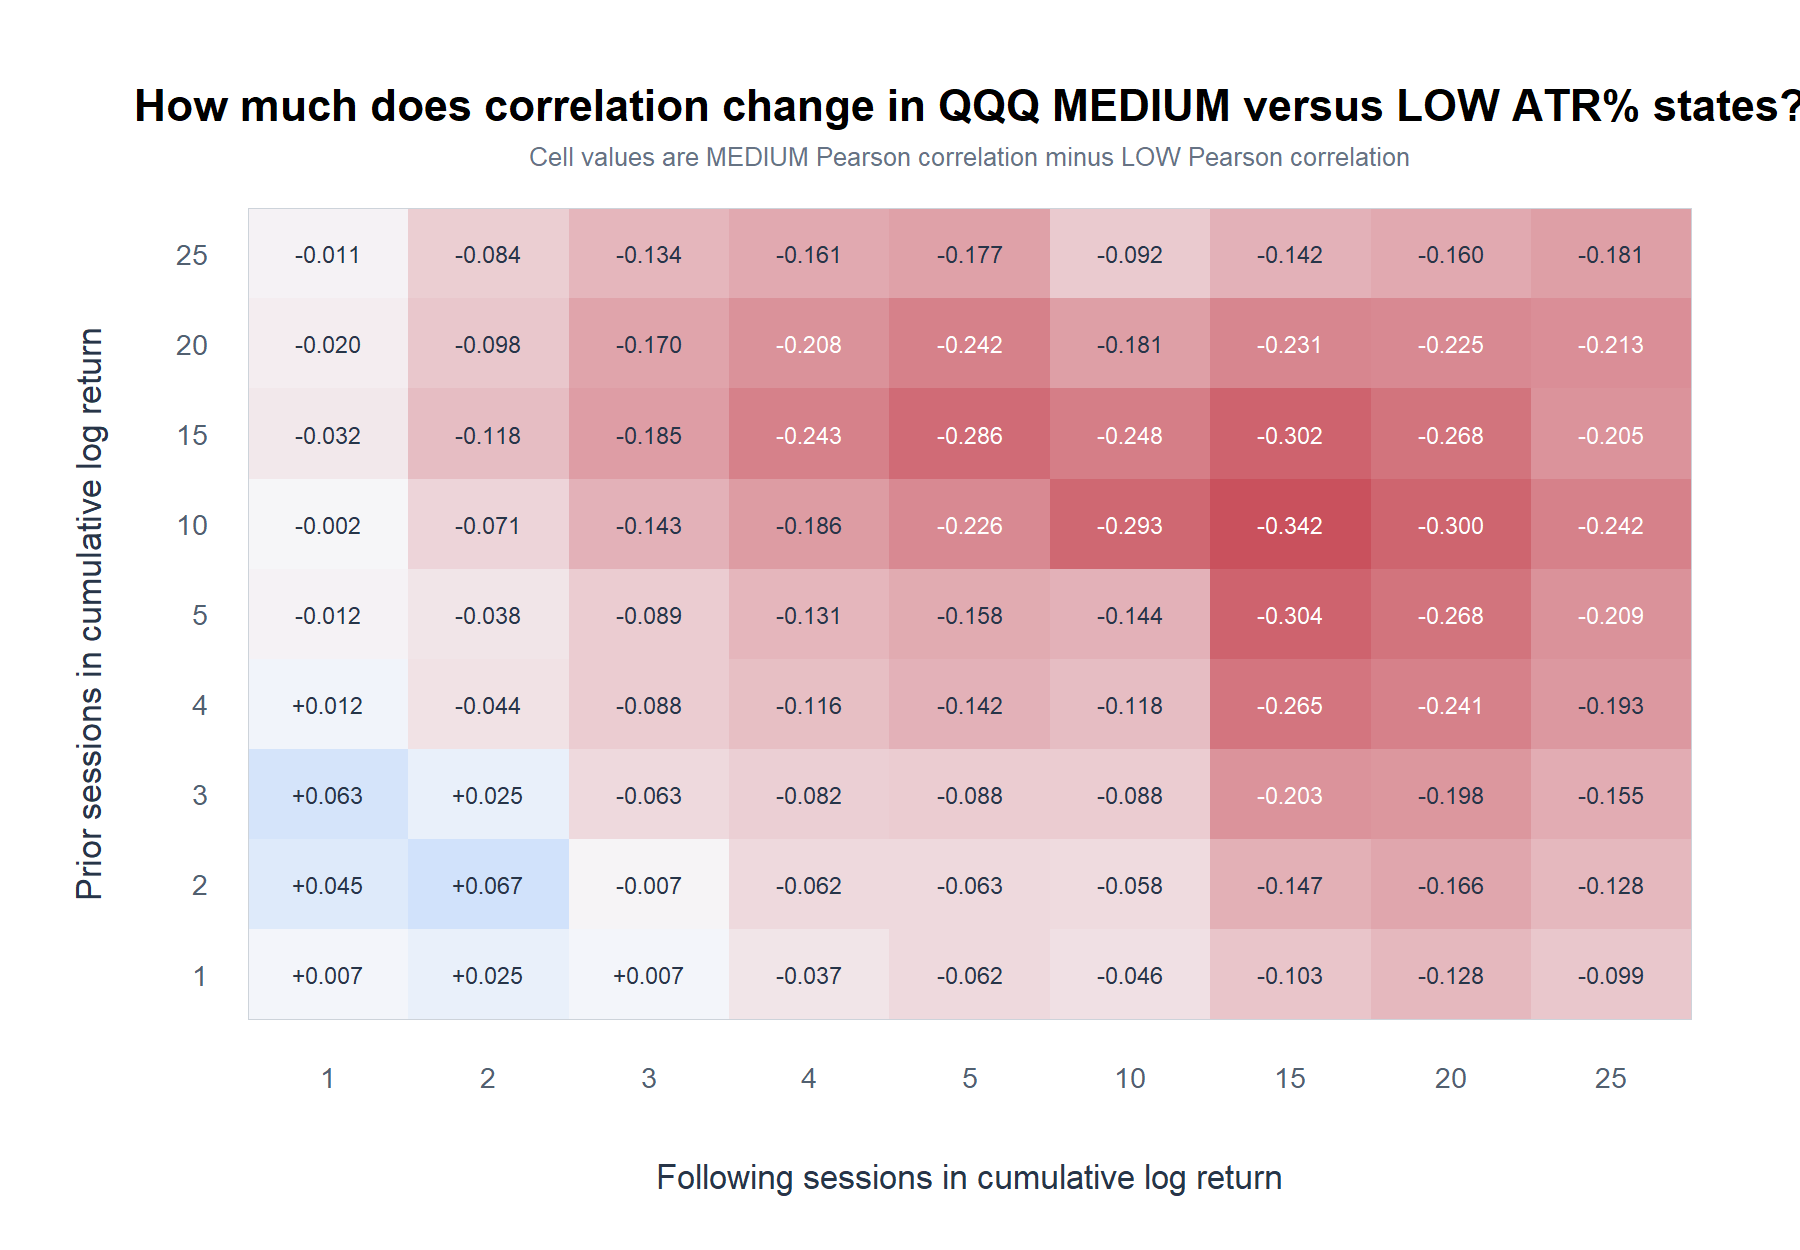 How much does correlation change in QQQ MEDIUM versus LOW ATR% states?
Cell values are MEDIUM Pearson correlation minus LOW Pearson correlation
Prior sessions in cumulative log return
25 -0.011 -0.084 -0.134 -0.161 -0.177 -0.092 -0.142 -0.160 -0.181
20 -0.020 -0.098 -0.170 -0.208 -0.242 -0.181 -0.231 -0.225 -0.213
15 -0.032 -0.118 -0.185 -0.243 -0.286 -0.248 -0.302 -0.268 -0.205
10 -0.002 -0.071 -0.143 -0.186 -0.226 -0.293 -0.342 -0.300 -0.242
5 -0.012 -0.038 -0.089 -0.131 -0.158 -0.144 -0.304 -0.268 -0.209
4 +0.012 -0.044 -0.088 -0.116 -0.142 -0.118 -0.265 -0.241 -0.193
3 +0.063 +0.025 -0.063 -0.082 -0.088 -0.088 -0.203 -0.198 -0.155
2 +0.045 +0.067 -0.007 -0.062 -0.063 -0.058 -0.147 -0.166 -0.128
1 +0.007 +0.025 +0.007 -0.037 -0.062 -0.046 -0.103 -0.128 -0.099
1 2 3 4 5 10 15 20 25
Following sessions in cumulative log return